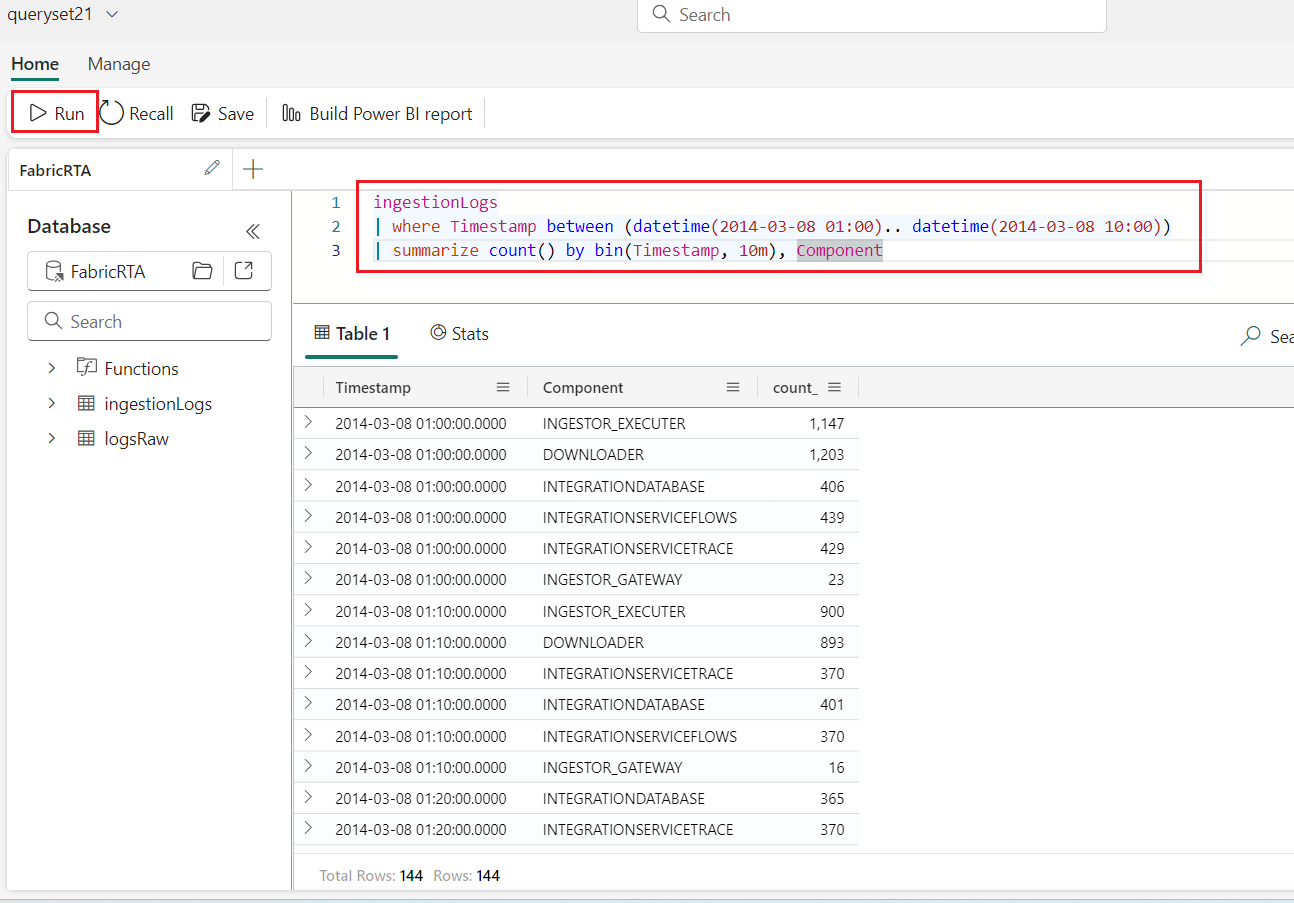 queryset21
Search
Home Manage
Run Recall Save Build Power BI report
FabricRTA
Database
FabricRTA
Search
Functions
ingestionLogs
logsRaw
1 ingestionLogs
2 | where Timestamp between (datetime(2014-03-08 01:00).. datetime(2014-03-08 10:00))
3 | summarize count() by bin(Timestamp, 10m), Component
Table 1 Stats Sea
Timestamp Component count_
2014-03-08 01:00:00.0000 INGESTOR_EXECUTER 1,147
2014-03-08 01:00:00.0000 DOWNLOADER 1,203
2014-03-08 01:00:00.0000 INTEGRATIONDATABASE 406
2014-03-08 01:00:00.0000 INTEGRATIONSERVICEFLOWS 439
2014-03-08 01:00:00.0000 INTEGRATIONSERVICETRACE 429
2014-03-08 01:00:00.0000 INGESTOR_GATEWAY 23
2014-03-08 01:10:00.0000 INGESTOR_EXECUTER 900
2014-03-08 01:10:00.0000 DOWNLOADER 893
2014-03-08 01:10:00.0000 INTEGRATIONSERVICETRACE 370
2014-03-08 01:10:00.0000 INTEGRATIONDATABASE 401
2014-03-08 01:10:00.0000 INTEGRATIONSERVICEFLOWS 370
2014-03-08 01:10:00.0000 INGESTOR_GATEWAY 16
2014-03-08 01:20:00.0000 INTEGRATIONDATABASE 365
2014-03-08 01:20:00.0000 INTEGRATIONSERVICETRACE 370
Total Rows: 144 Rows: 144